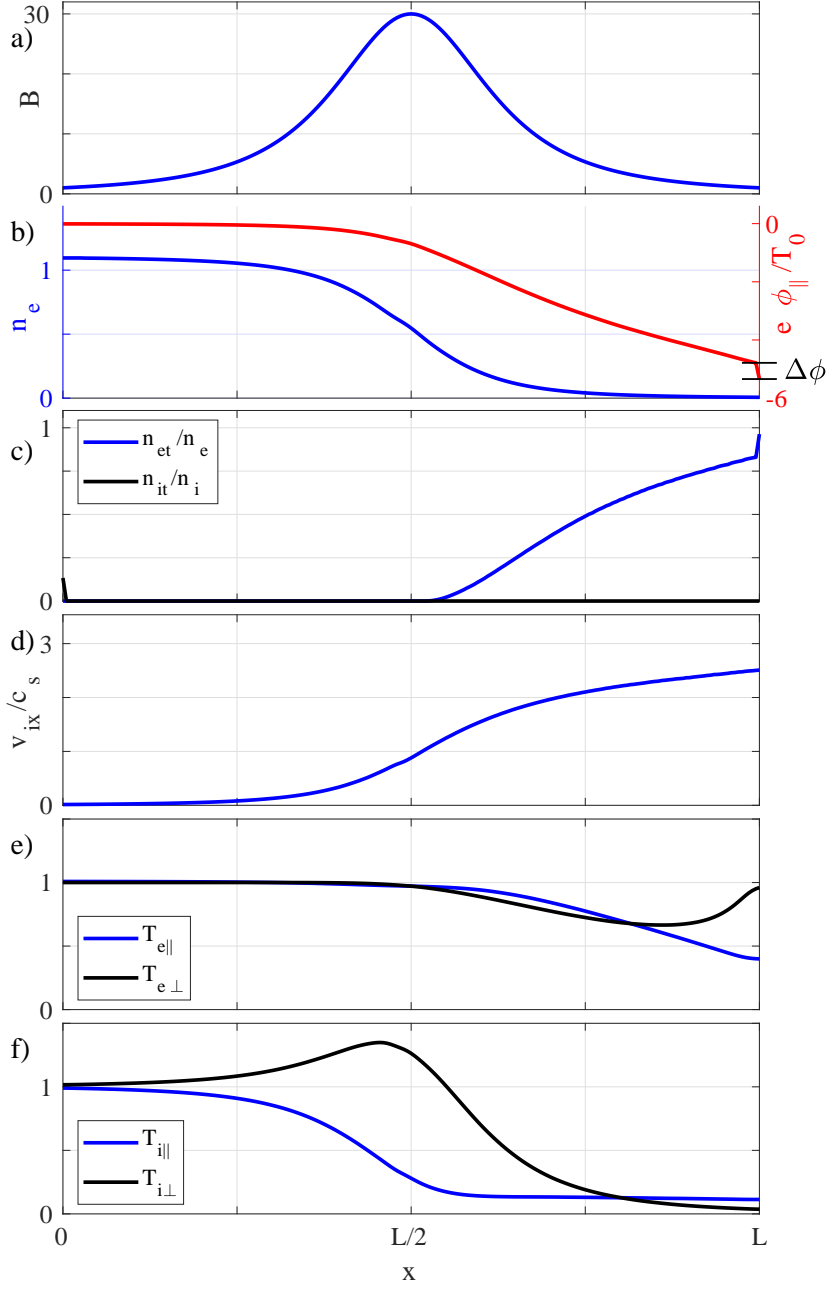 a)
30
0
B
b)
1
0
n e
0
-6
e ϕ|| /T0
Δϕ
c)
1
0
n et /n e
n it /n i
d)
3
0
v ix /c s
e)
1
0
T e||
T e⊥
f)
1
0
T i||
T i⊥
0
L/2
L
x